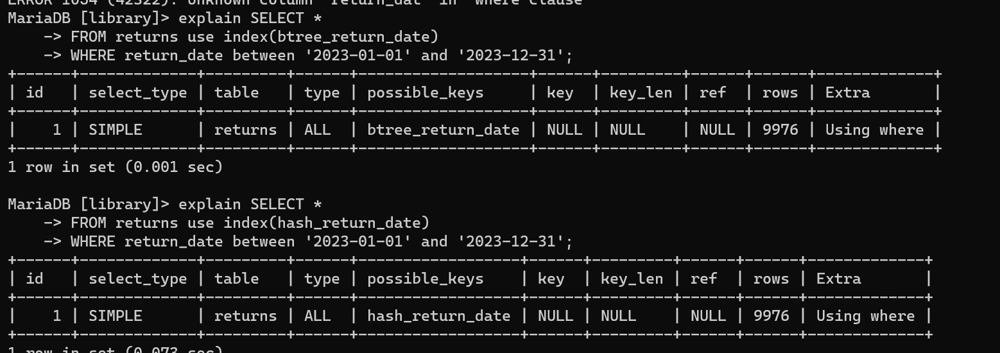 ERROR 1054 (42S22): Unknown column 'return_dat' in 'where clause'
MariaDB [library]> explain SELECT *
    -> FROM returns use index(btree_return_date)
    -> WHERE return_date between '2023-01-01' and '2023-12-31';
+------+-------------+---------+------+-------------------+------+---------+------+------+-------------+
| id   | select_type | table   | type | possible_keys     | key  | key_len | ref  | rows | Extra       |
+------+-------------+---------+------+-------------------+------+---------+------+------+-------------+
|    1 | SIMPLE      | returns | ALL  | btree_return_date | NULL | NULL    | NULL | 9976 | Using where |
+------+-------------+---------+------+-------------------+------+---------+------+------+-------------+
1 row in set (0.001 sec)
MariaDB [library]> explain SELECT *
    -> FROM returns use index(hash_return_date)
    -> WHERE return_date between '2023-01-01' and '2023-12-31';
+------+-------------+---------+------+------------------+------+---------+------+------+-------------+
| id   | select_type | table   | type | possible_keys    | key  | key_len | ref  | rows | Extra       |
+------+-------------+---------+------+------------------+------+---------+------+------+-------------+
|    1 | SIMPLE      | returns | ALL  | hash_return_date | NULL | NULL    | NULL | 9976 | Using where |
+------+-------------+---------+------+------------------+------+---------+------+------+-------------+
1 row in set (0.073 sec)